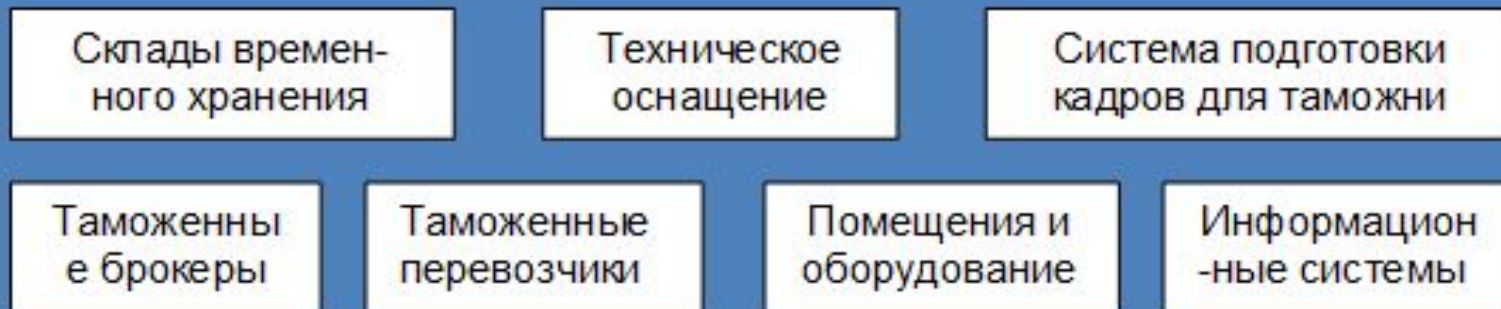 Склады времен-
ного хранения
Техническое
оснащение
Система подготовки
кадров для таможни
Таможенны
е брокеры
Таможенные
перевозчики
Помещения и
оборудование
Информацион
-ные системы